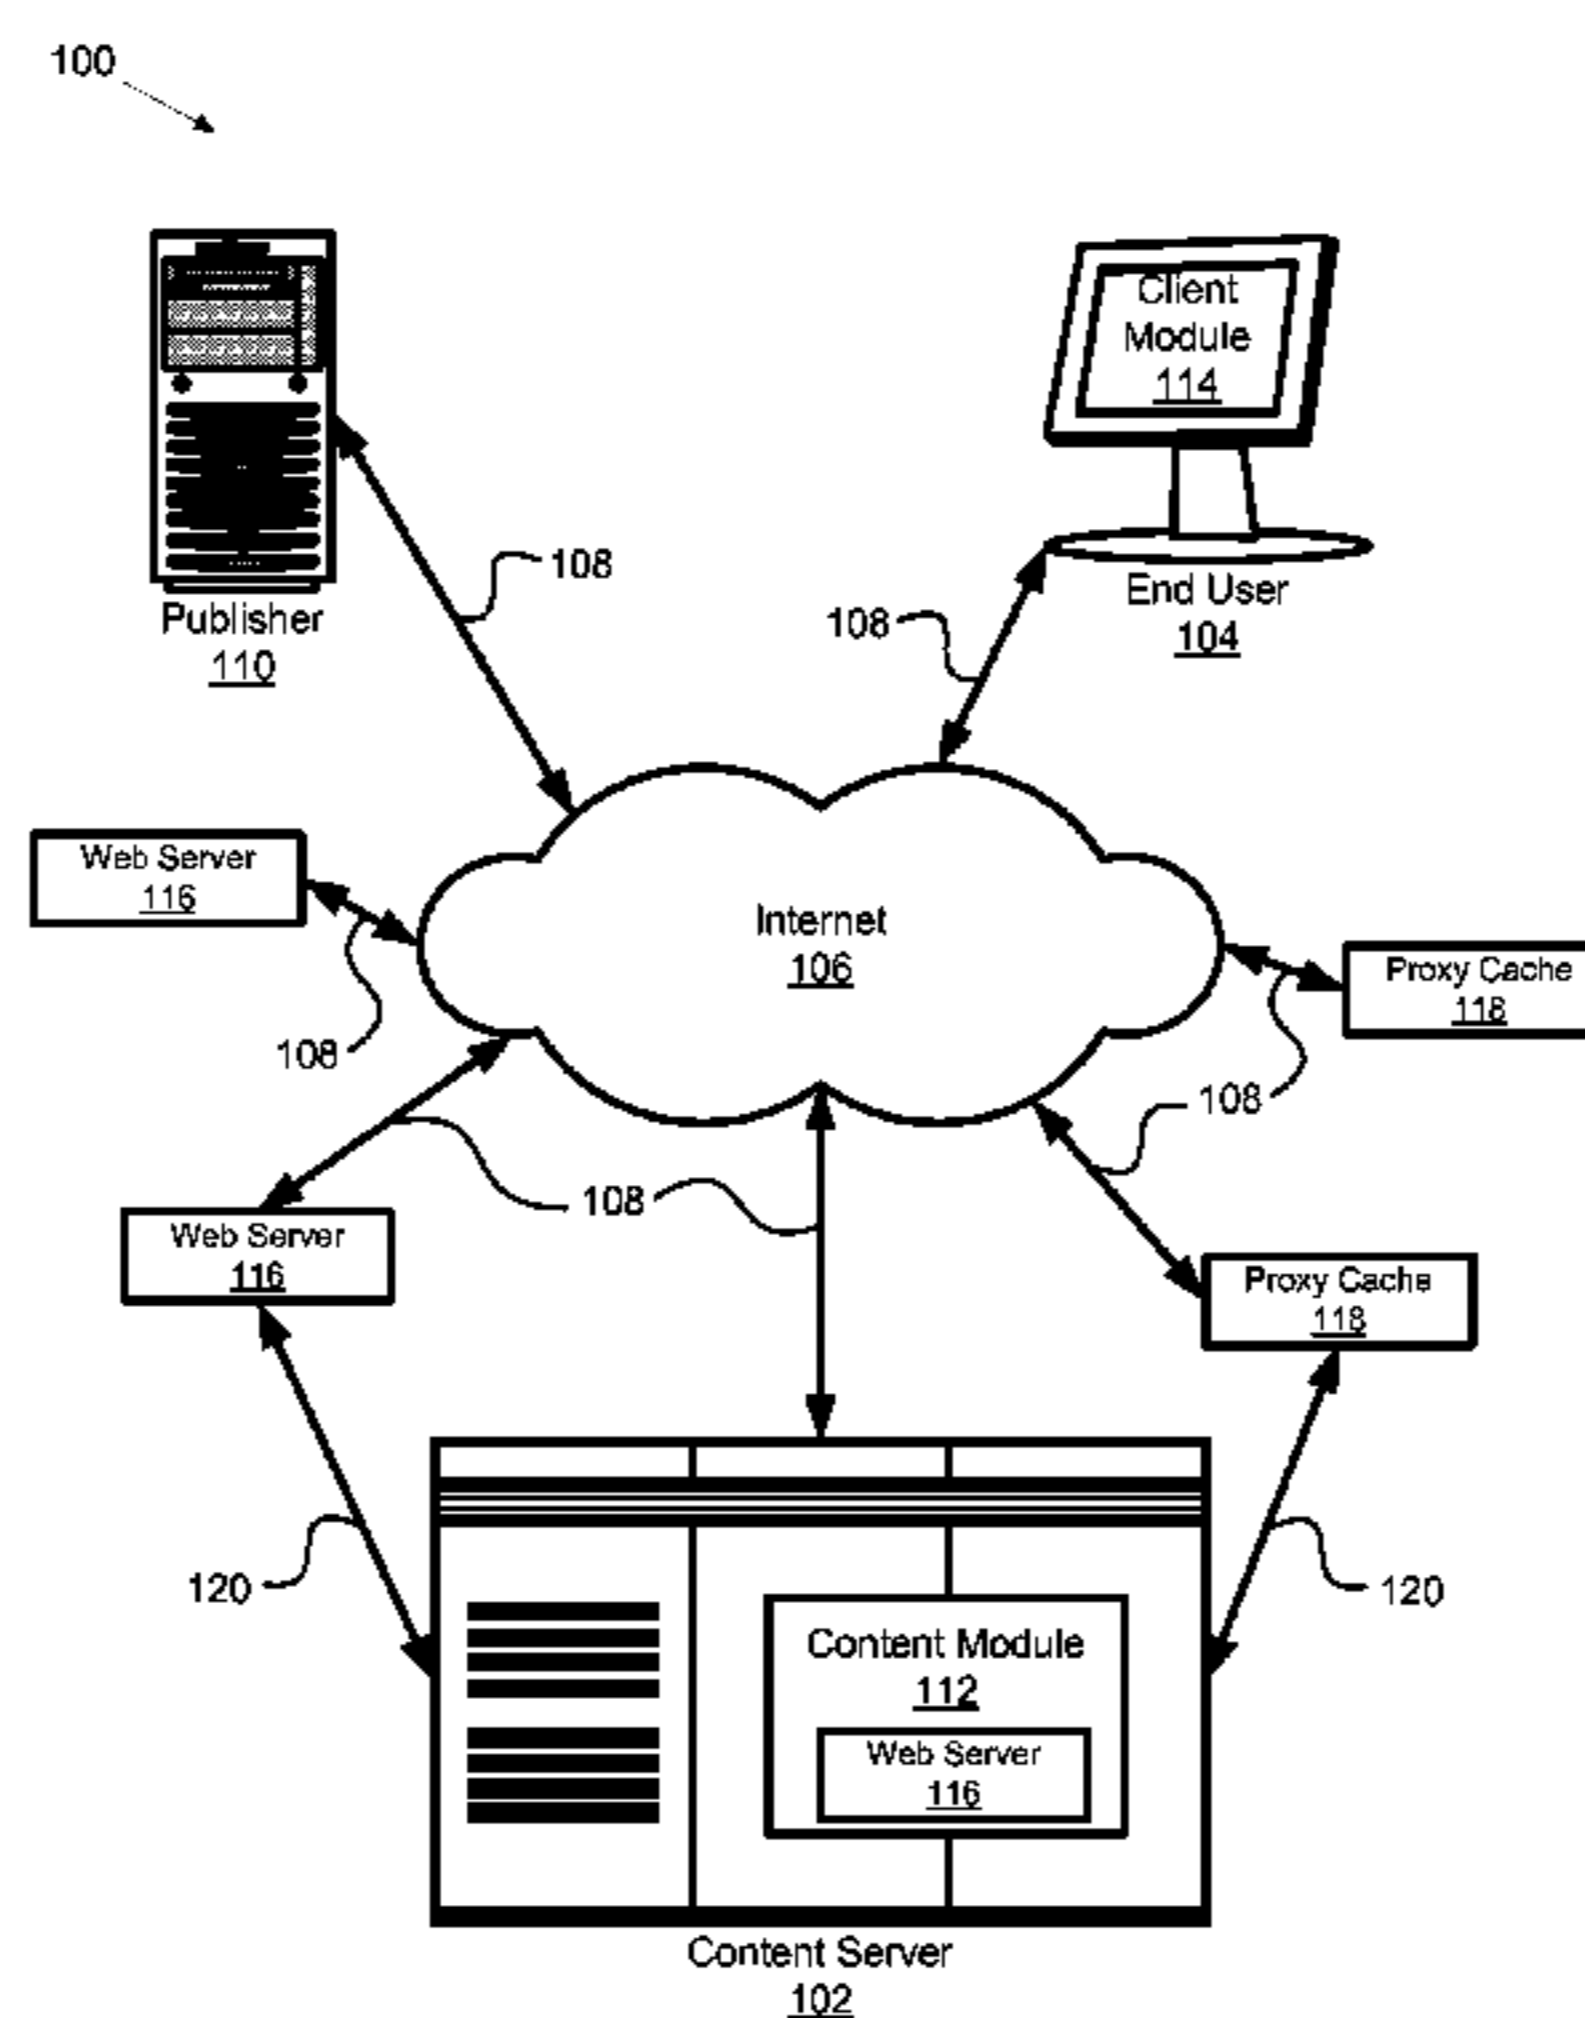 100
Client
Module
114
108
Publisher
110
End User
104
108
Web Server
116
Internet
106
Proxy Cache
118
108
108
108
Web Server
116
Proxy Cache
118
120
120
Content Module
112
Web Server
116
Content Server
102